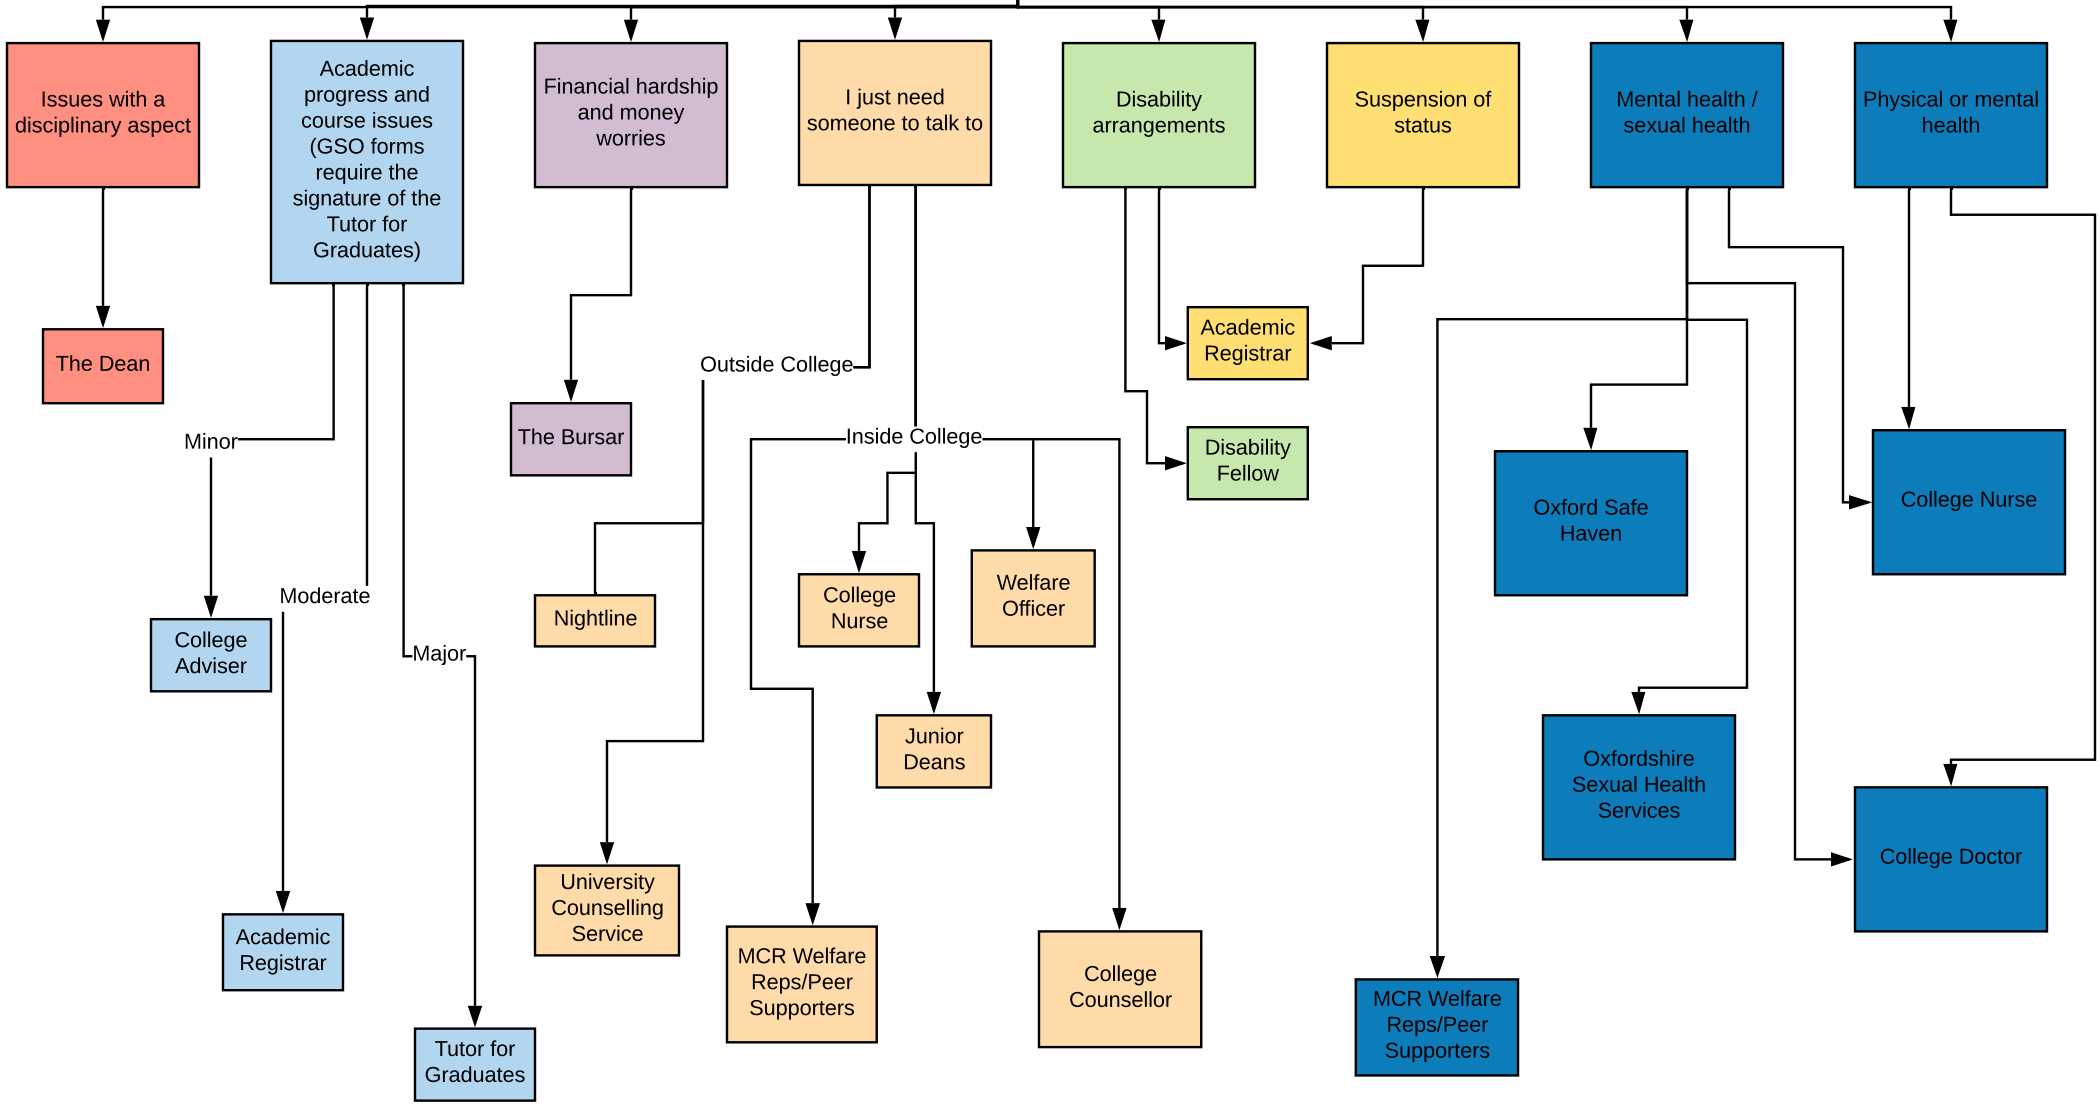 Issues with a
disciplinary aspect
Academic
progress and
course issues
(GSO forms
require the
signature of the
Tutor for
Graduates)
Financial hardship
and money
worries
I just need
someone to talk to
Disability
arrangements
Suspension of
status
Mental health /
sexual health
Physical or mental
health
The Dean
Minor
Moderate
Major
College
Adviser
Academic
Registrar
Tutor for
Graduates
The Bursar
Outside College
Inside College
Nightline
University
Counselling
Service
College
Nurse
Welfare
Officer
Junior
Deans
MCR Welfare
Reps/Peer
Supporters
College
Counsellor
Academic
Registrar
Disability
Fellow
Oxford Safe
Haven
Oxfordshire
Sexual Health
Services
MCR Welfare
Reps/Peer
Supporters
College Nurse
College Doctor